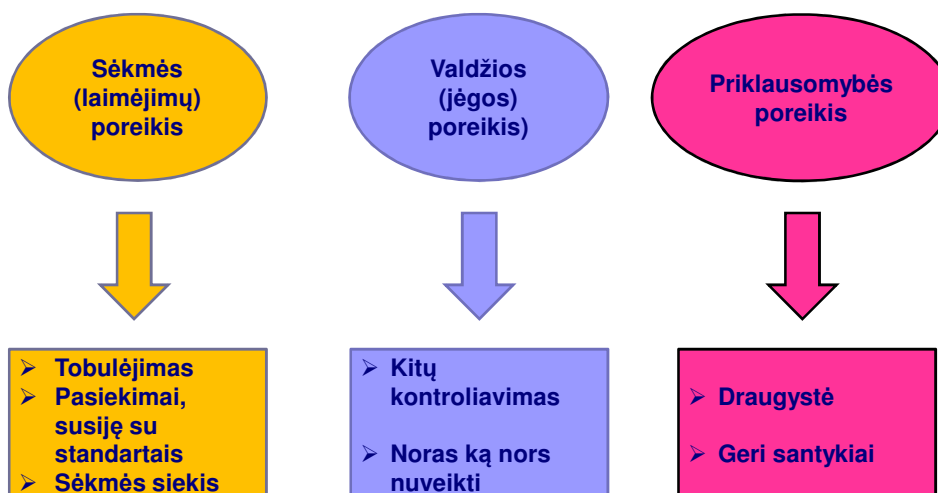 Sėkmės
(laimėjimų)
poreikis
Valdžios
(jėgos)
poreikis)
Priklausomybės
poreikis
➢ Tobulėjimas
➢ Pasiekimai,
susiję su
standartais
➢ Sėkmės siekis
➢ Kitų
kontroliavimas
➢ Noras ką nors
nuveikti
➢ Draugystė
➢ Geri santykiai